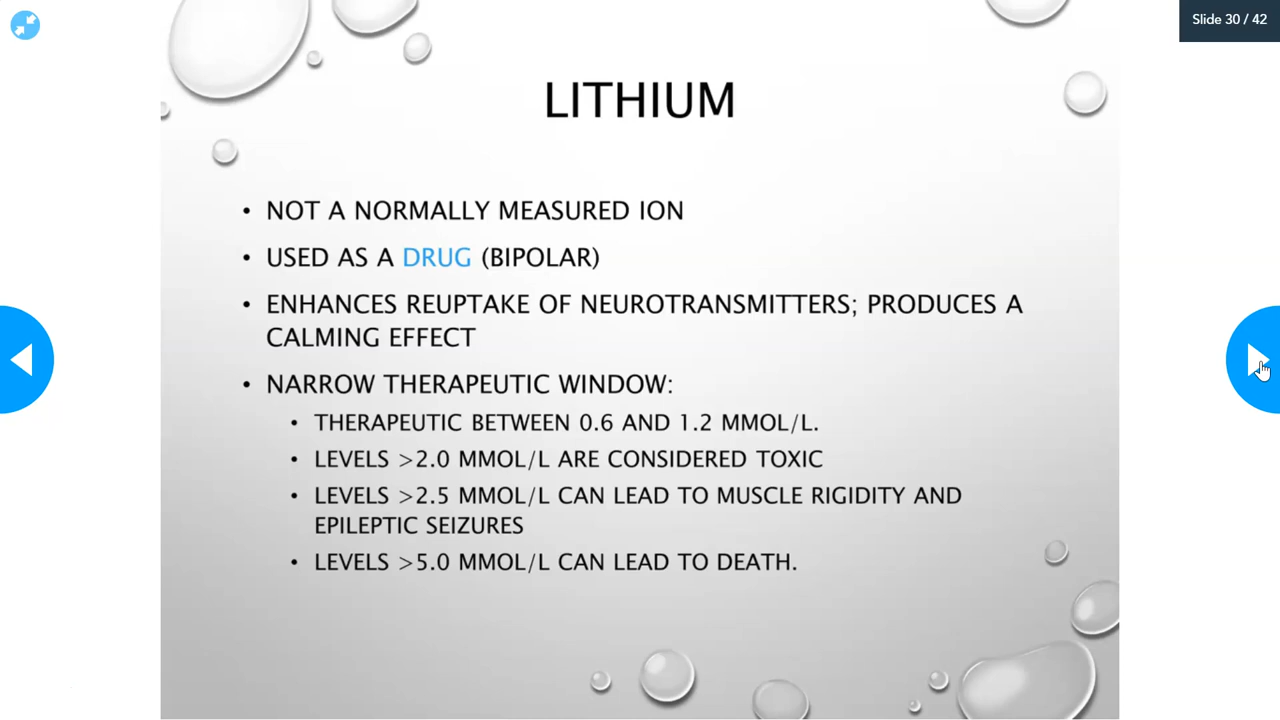 Slide 30 / 42
LITHIUM
• NOT A NORMALLY MEASURED ION
• USED AS A DRUG (BIPOLAR)
• ENHANCES REUPTAKE OF NEUROTRANSMITTERS; PRODUCES A
CALMING EFFECT
• NARROW THERAPEUTIC WINDOW:
• THERAPEUTIC BETWEEN 0.6 AND 1.2 MMOL/L.
• LEVELS >2.0 MMOL/L ARE CONSIDERED TOXIC
• LEVELS >2.5 MMOL/L CAN LEAD TO MUSCLE RIGIDITY AND
EPILEPTIC SEIZURES
• LEVELS >5.0 MMOL/L CAN LEAD TO DEATH.